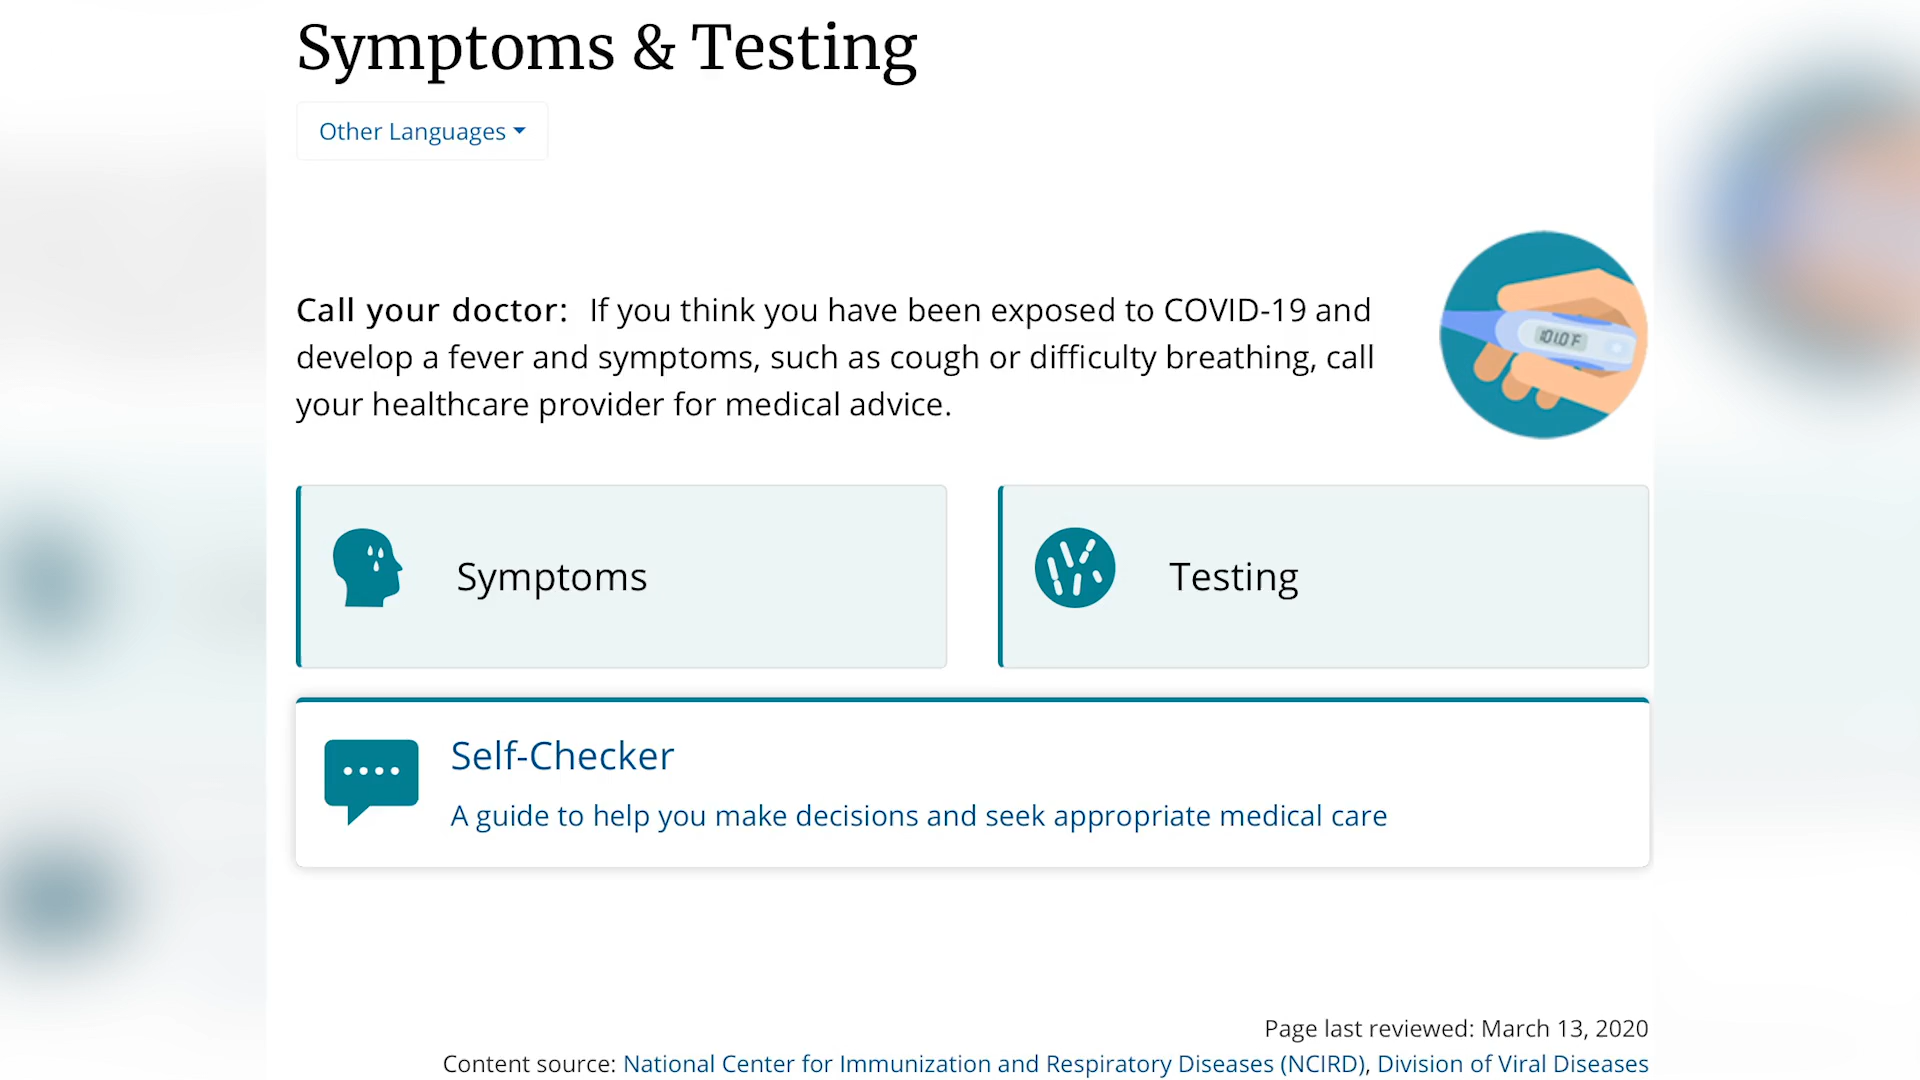 Symptoms & Testing
Other Languages
Call your doctor: If you think you have been exposed to COVID-19 and
develop a fever and symptoms, such as cough or difficulty breathing, call
your healthcare provider for medical advice.
101.0°F
Symptoms
Testing
Self-Checker
A guide to help you make decisions and seek appropriate medical care
Page last reviewed: March 13, 2020
Content source: National Center for Immunization and Respiratory Diseases (NCIRD), Division of Viral Diseases